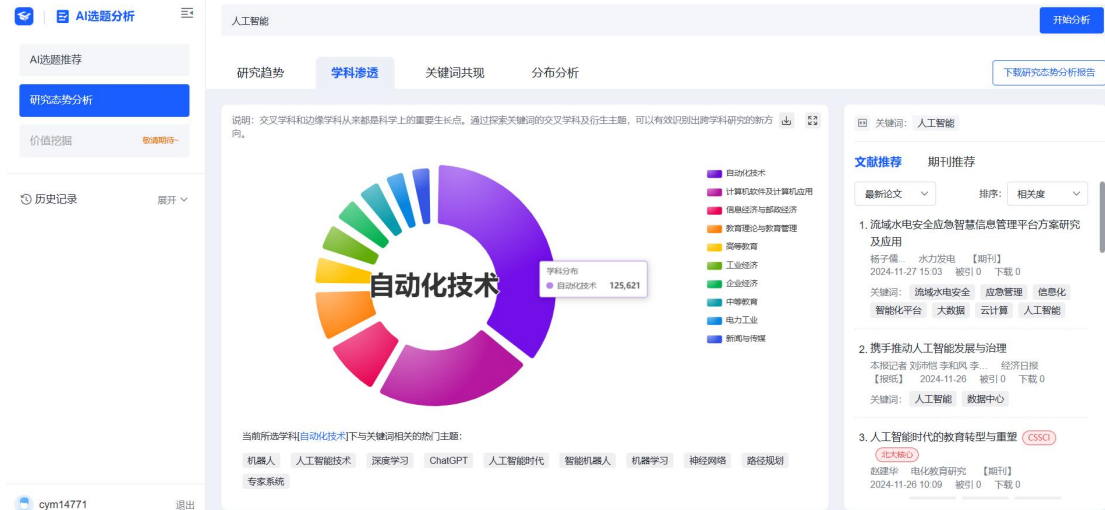 AI选题分析
AI选题推荐
研究态势分析
价值挖掘 敬请期待~
历史记录 展开
cym14771 退出
人工智能 开始分析
研究趋势 学科渗透 关键词共现 分布分析 下载研究态势分析报告
说明：交叉学科和边缘学科从来都是科学上的重要生长点。通过探索关键词的交叉学科及衍生主题，可以有效识别出跨学科研究的新方
向。
自动化技术
学科分布
自动化技术 125,621
自动化技术
计算机软件及计算机应用
信息经济与邮政经济
教育理论与教育管理
高等教育
工业经济
企业经济
中等教育
电力工业
新闻与传媒
当前所选学科[自动化技术]下与关键词相关的热门主题：
机器人 人工智能技术 深度学习 ChatGPT 人工智能时代 智能机器人 机器学习 神经网络 路径规划
专家系统
关键词： 人工智能
文献推荐 期刊推荐
最新论文 排序： 相关度
1. 流域水电安全应急智慧信息管理平台方案研究
及应用
杨子儒... 水力发电 【期刊】
2024-11-27 15:03 被引 0 下载 0
关键词： 流域水电安全 应急管理 信息化
智能化平台 大数据 云计算 人工智能
2. 携手推动人工智能发展与治理
本报记者 刘沛恺 李和风 李... 经济日报
【报纸】 2024-11-26 被引 0 下载 0
关键词： 人工智能 数据中心
3. 人工智能时代的教育转型与重塑 CSSCI
北大核心
赵建华 电化教育研究 【期刊】
2024-11-26 10:09 被引 0 下载 0